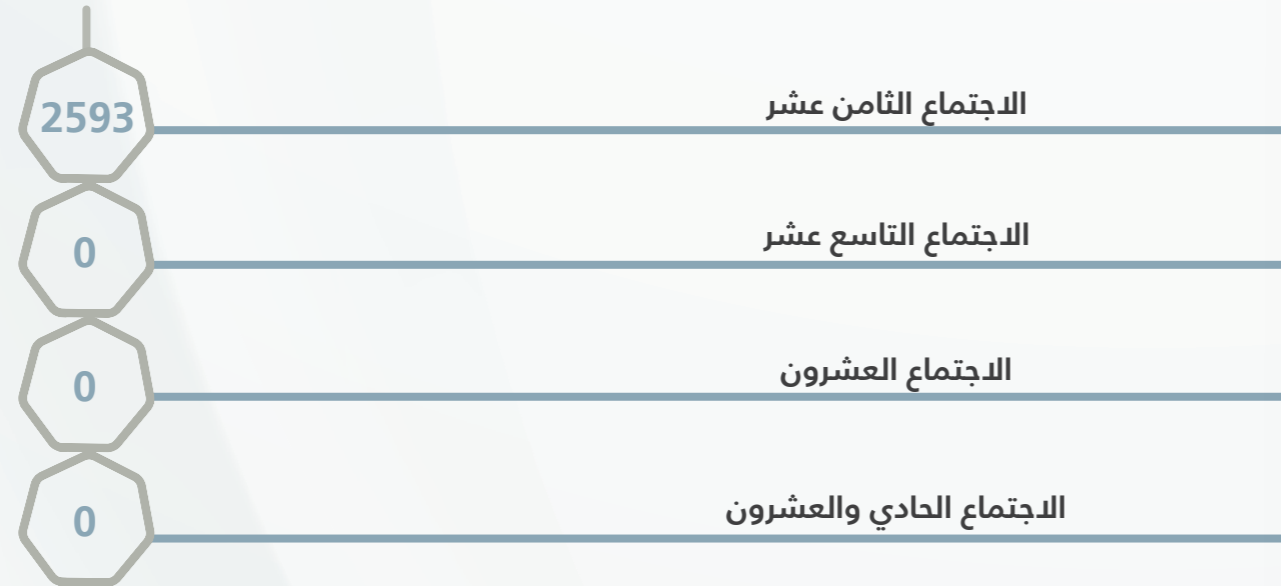 الاجتماع الثامن عشر
2593
الاجتماع التاسع عشر
0
الاجتماع العشرون
0
الاجتماع الحادي والعشرون
0